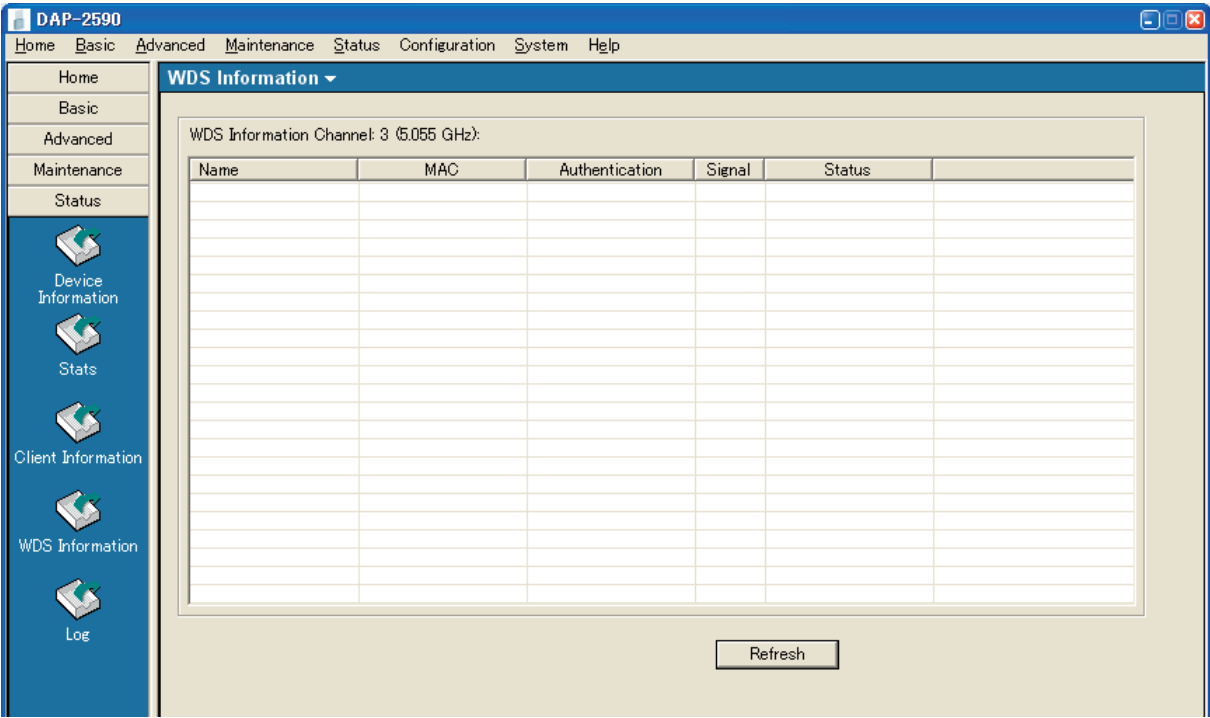 DAP-2590
Home Basic Advanced Maintenance Status Configuration System Help
Home
Basic
Advanced
Maintenance
Status
Device
Information
Stats
Client Information
WDS Information
Log
WDS Information
WDS Information Channel: 3 (5.055 GHz):
Name MAC Authentication Signal Status
Refresh